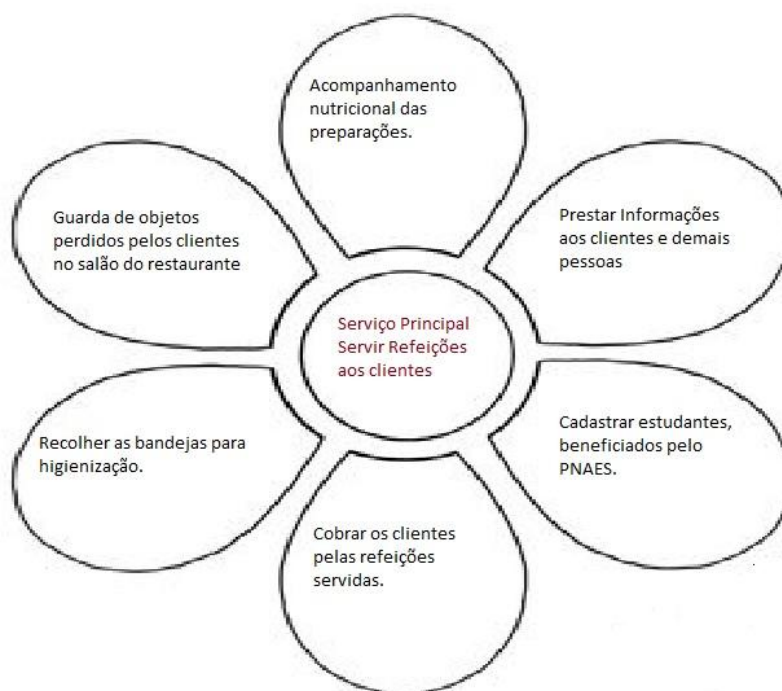 Acompanhamento
nutricional das
preparações.
Guarda de objetos
perdidos pelos clientes
no salão do restaurante
Prestar Informações
aos clientes e demais
pessoas
Serviço Principal
Servir Refeições
aos clientes
Recolher as bandejas para
higienização.
Cadastrar estudantes,
beneficiados pelo
PNAES.
Cobrar os clientes
pelas refeições
servidas.